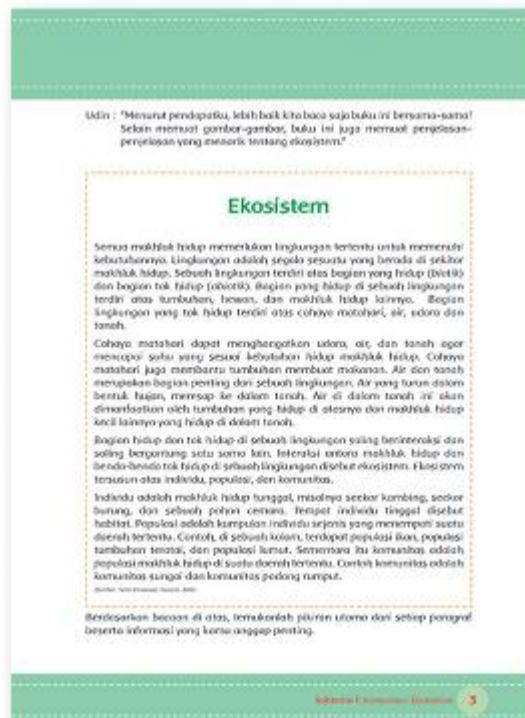 Udin : "Menurut pendapatku, lebih baik kita baca saja buku ini bersama-sama!
Selain memuat gambar-gambar, buku ini juga memuat penjelasan-
penjelasan yang menarik tentang ekosistem."
Ekosistem
Semua makhluk hidup memerlukan lingkungan tertentu untuk memenuhi
kebutuhannya. Lingkungan adalah segala sesuatu yang berada di sekitar
makhluk hidup. Sebuah lingkungan terdiri atas bagian yang hidup (biotik)
dan bagian tak hidup (abiotik). Bagian yang hidup di sebuah lingkungan
terdiri atas tumbuhan, hewan, dan makhluk hidup lainnya. Bagian
lingkungan yang tak hidup terdiri atas cahaya matahari, air, udara dan
tanah.
Cahaya matahari dapat menghangatkan udara, air, dan tanah agar
mencapai suhu yang sesuai kebutuhan hidup makhluk hidup. Cahaya
matahari juga membantu tumbuhan membuat makanan. Air dan tanah
merupakan bagian penting dari sebuah lingkungan. Air yang turun dalam
bentuk hujan, meresap ke dalam tanah. Air di dalam tanah ini akan
dimanfaatkan oleh tumbuhan yang hidup di atasnya dan makhluk hidup
kecil lainnya yang hidup di dalam tanah.
Bagian hidup dan tak hidup di sebuah lingkungan saling berinteraksi dan
saling bergantung satu sama lain. Interaksi antara makhluk hidup dan
benda-benda tak hidup di sebuah lingkungan disebut ekosistem. Ekosistem
tersusun atas individu, populasi, dan komunitas.
Individu adalah makhluk hidup tunggal, misalnya seekor kambing, seekor
burung, dan sebuah pohon cemara. Tempat individu tinggal disebut
habitat. Populasi adalah kumpulan individu sejenis yang menempati suatu
daerah tertentu. Contoh, di sebuah kolam, terdapat populasi ikan, populasi
tumbuhan teratai, dan populasi lumut. Sementara itu komunitas adalah
populasi makhluk hidup di suatu daerah tertentu. Contoh komunitas adalah
komunitas sungai dan komunitas padang rumput.
Berdasarkan bacaan di atas, temukanlah pikiran utama dari setiap paragraf
beserta informasi yang kamu anggap penting.
Subtema 1: Komponen Ekosistem 3